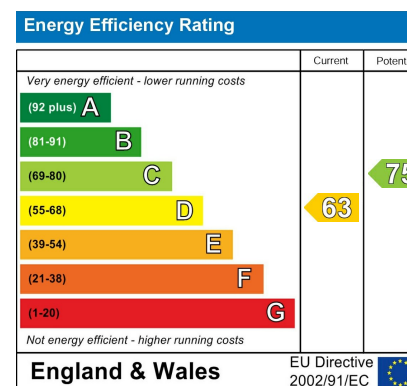 Energy Efficiency Rating
Current Potent
Very energy efficient - lower running costs
(92 plus) A
(81-91) B
(69-80) C
75
(55-68) D
63
(39-54) E
(21-38) F
(1-20) G
Not energy efficient - higher running costs
England & Wales
EU Directive
2002/91/EC